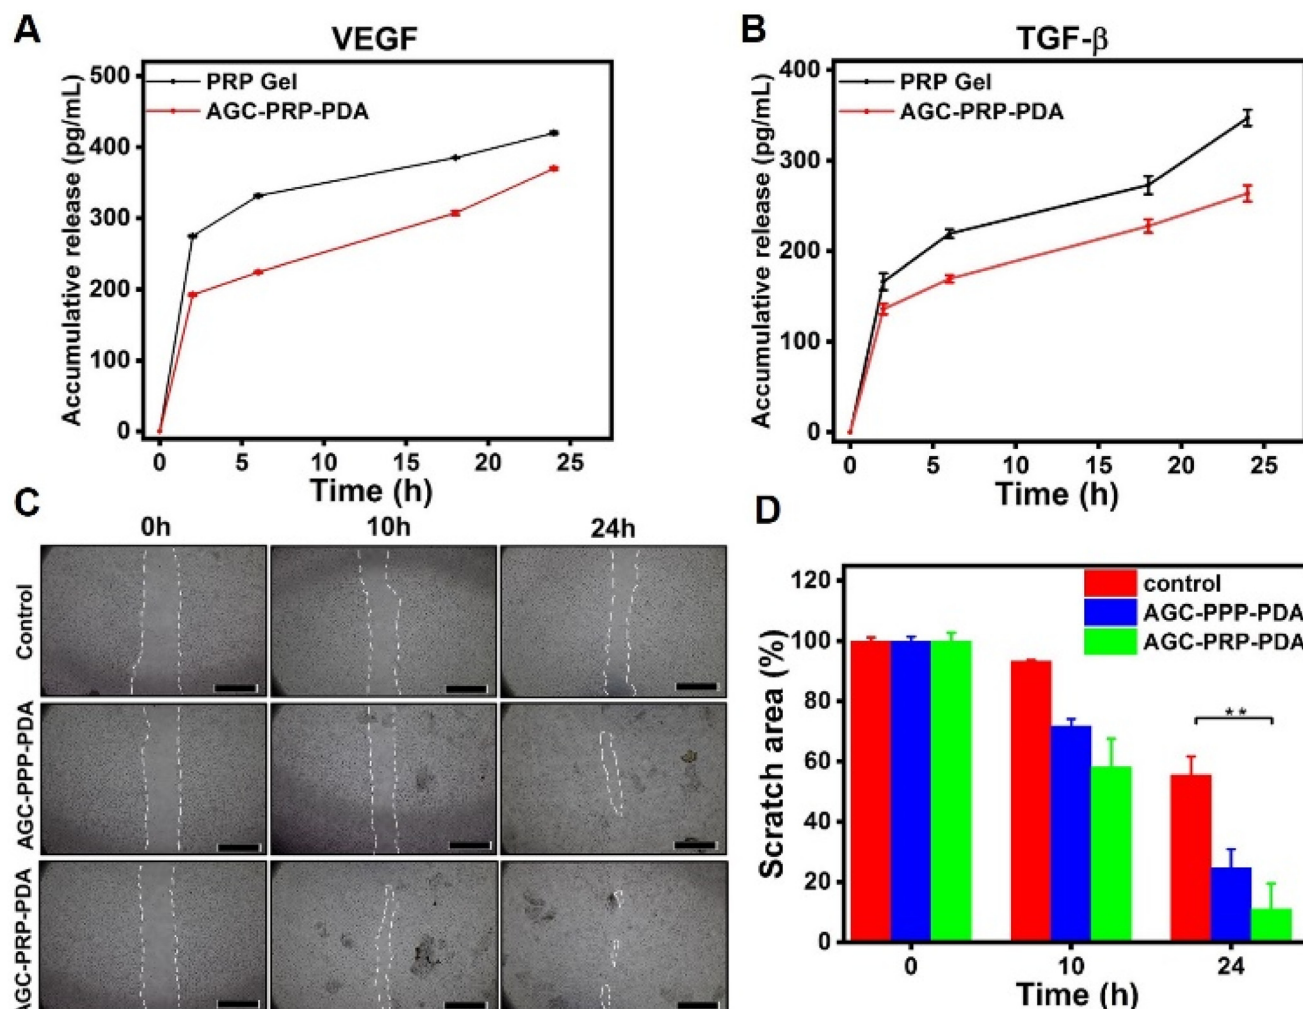 A
VEGF
Accumulative release (pg/mL)
500
400
300
200
100
0
PRP Gel
AGC-PRP-PDA
0 5 10 15 20 25
Time (h)
B
TGF-β
Accumulative release (pg/mL)
400
300
200
100
0
PRP Gel
AGC-PRP-PDA
0 5 10 15 20 25
Time (h)
C
0h 10h 24h
Control
AGC-PPP-PDA
AGC-PRP-PDA
D
Scratch area (%)
120
100
80
60
40
20
0
control
AGC-PPP-PDA
AGC-PRP-PDA
**
0 10 24
Time (h)